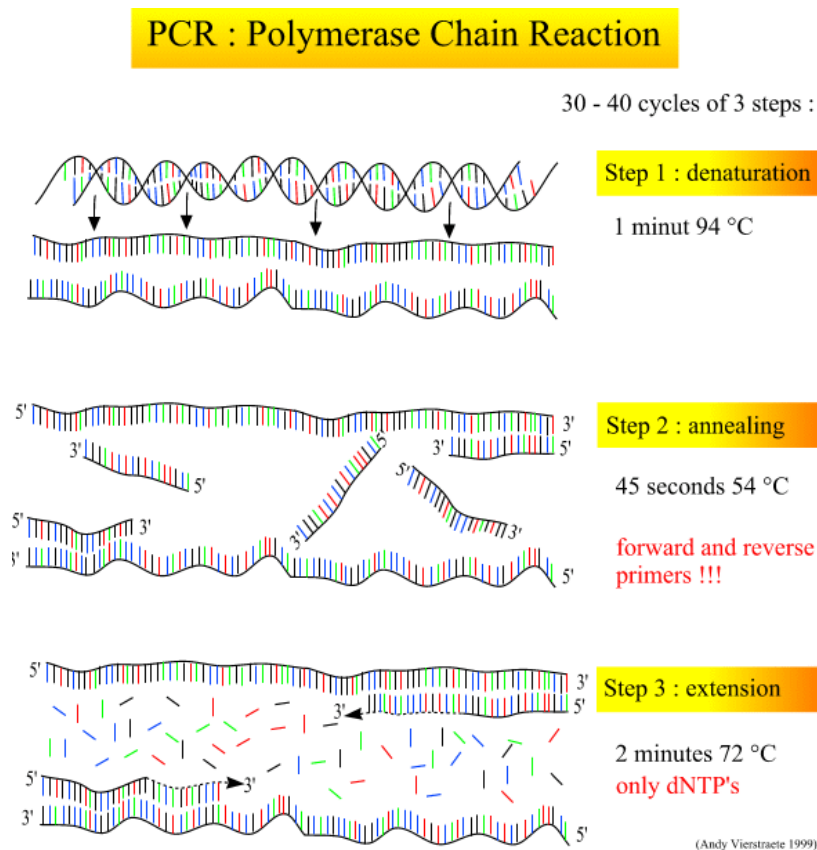 PCR : Polymerase Chain Reaction
30 - 40 cycles of 3 steps :
Step 1 : denaturation
1 minut 94 °C
5'
3'
Step 2 : annealing
3'
5'
5'
3'
5'
5'
45 seconds 54 °C
5'
3'
3'
3'
forward and reverse
primers !!!
3'
5'
5'
3'
Step 3 : extension
3'
5'
2 minutes 72 °C
5'
3'
only dNTP's
3'
5'
(Andy Vierstraete 1999)